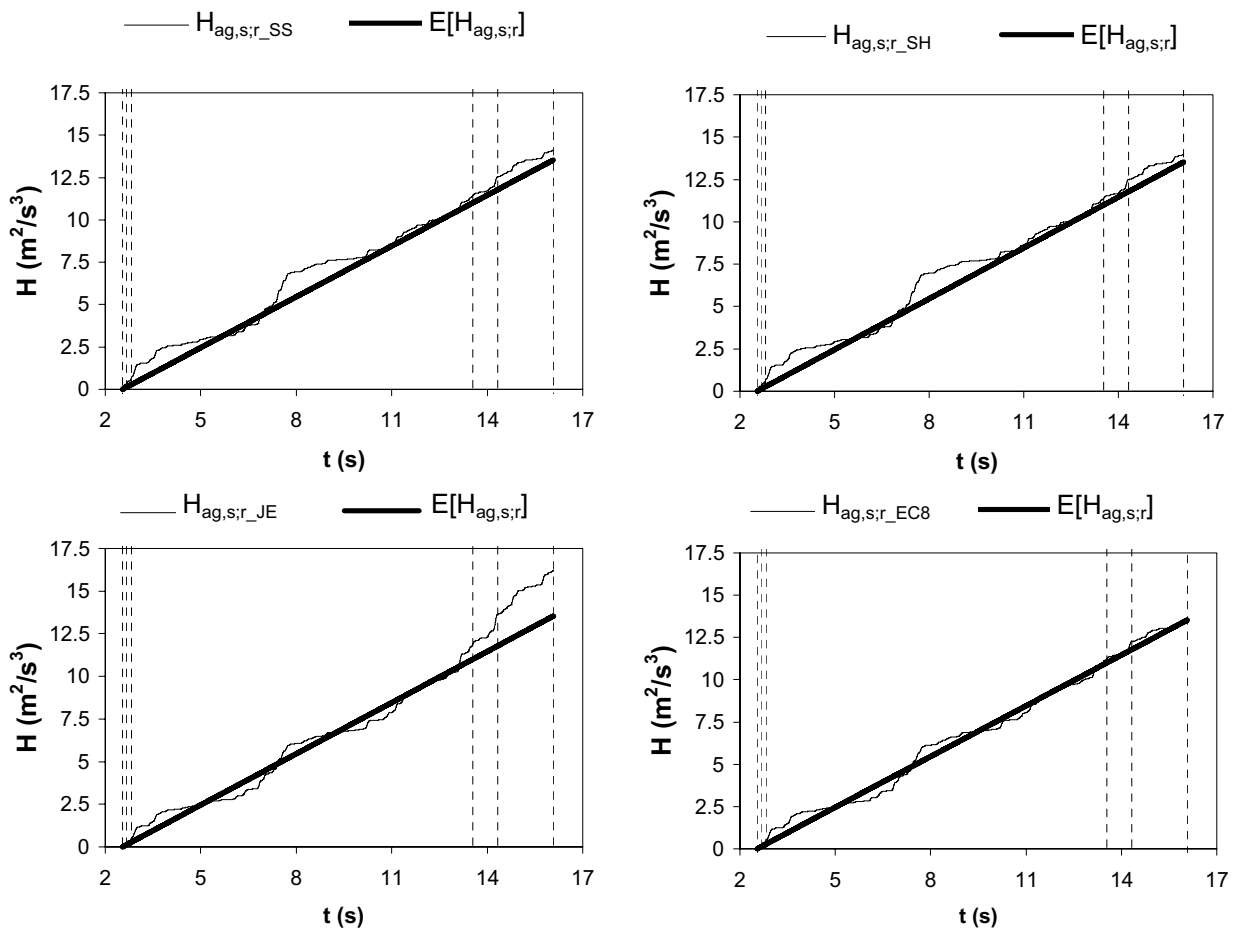 H_ag,s;r_SS E[H_ag,s;r]
H_ag,s;r_SH E[H_ag,s;r]
17.5
15
12.5
10
7.5
5
2.5
0
H (m²/s³)
2 5 8 11 14 17
t (s)
17.5
15
12.5
10
7.5
5
2.5
0
H (m²/s³)
2 5 8 11 14 17
t (s)
H_ag,s;r_JE E[H_ag,s;r]
H_ag,s;r_EC8 E[H_ag,s;r]
17.5
15
12.5
10
7.5
5
2.5
0
H (m²/s³)
2 5 8 11 14 17
t (s)
17.5
15
12.5
10
7.5
5
2.5
0
H (m²/s³)
2 5 8 11 14 17
t (s)